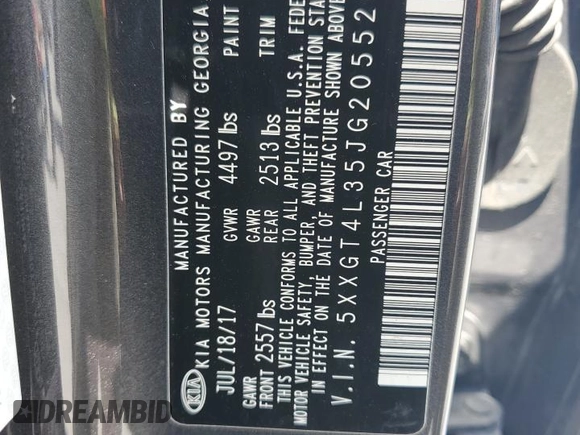 MANUFACTURED BY
KIA KIA MOTORS MANUFACTURING GEORGIA
JUL/18/17 GVWR 4497 lbs PAINT
GAWR GAWR
FRONT 2557 lbs REAR 2513 lbs TRIM
THIS VEHICLE CONFORMS TO ALL APPLICABLE U.S.A. FEDE
MOTOR VEHICLE SAFETY, BUMPER, AND THEFT PREVENTION STA
IN EFFECT ON THE DATE OF MANUFACTURE SHOWN ABOVE
V.I.N. 5XXGT4L35JG20552
PASSENGER CAR
DREAMBID